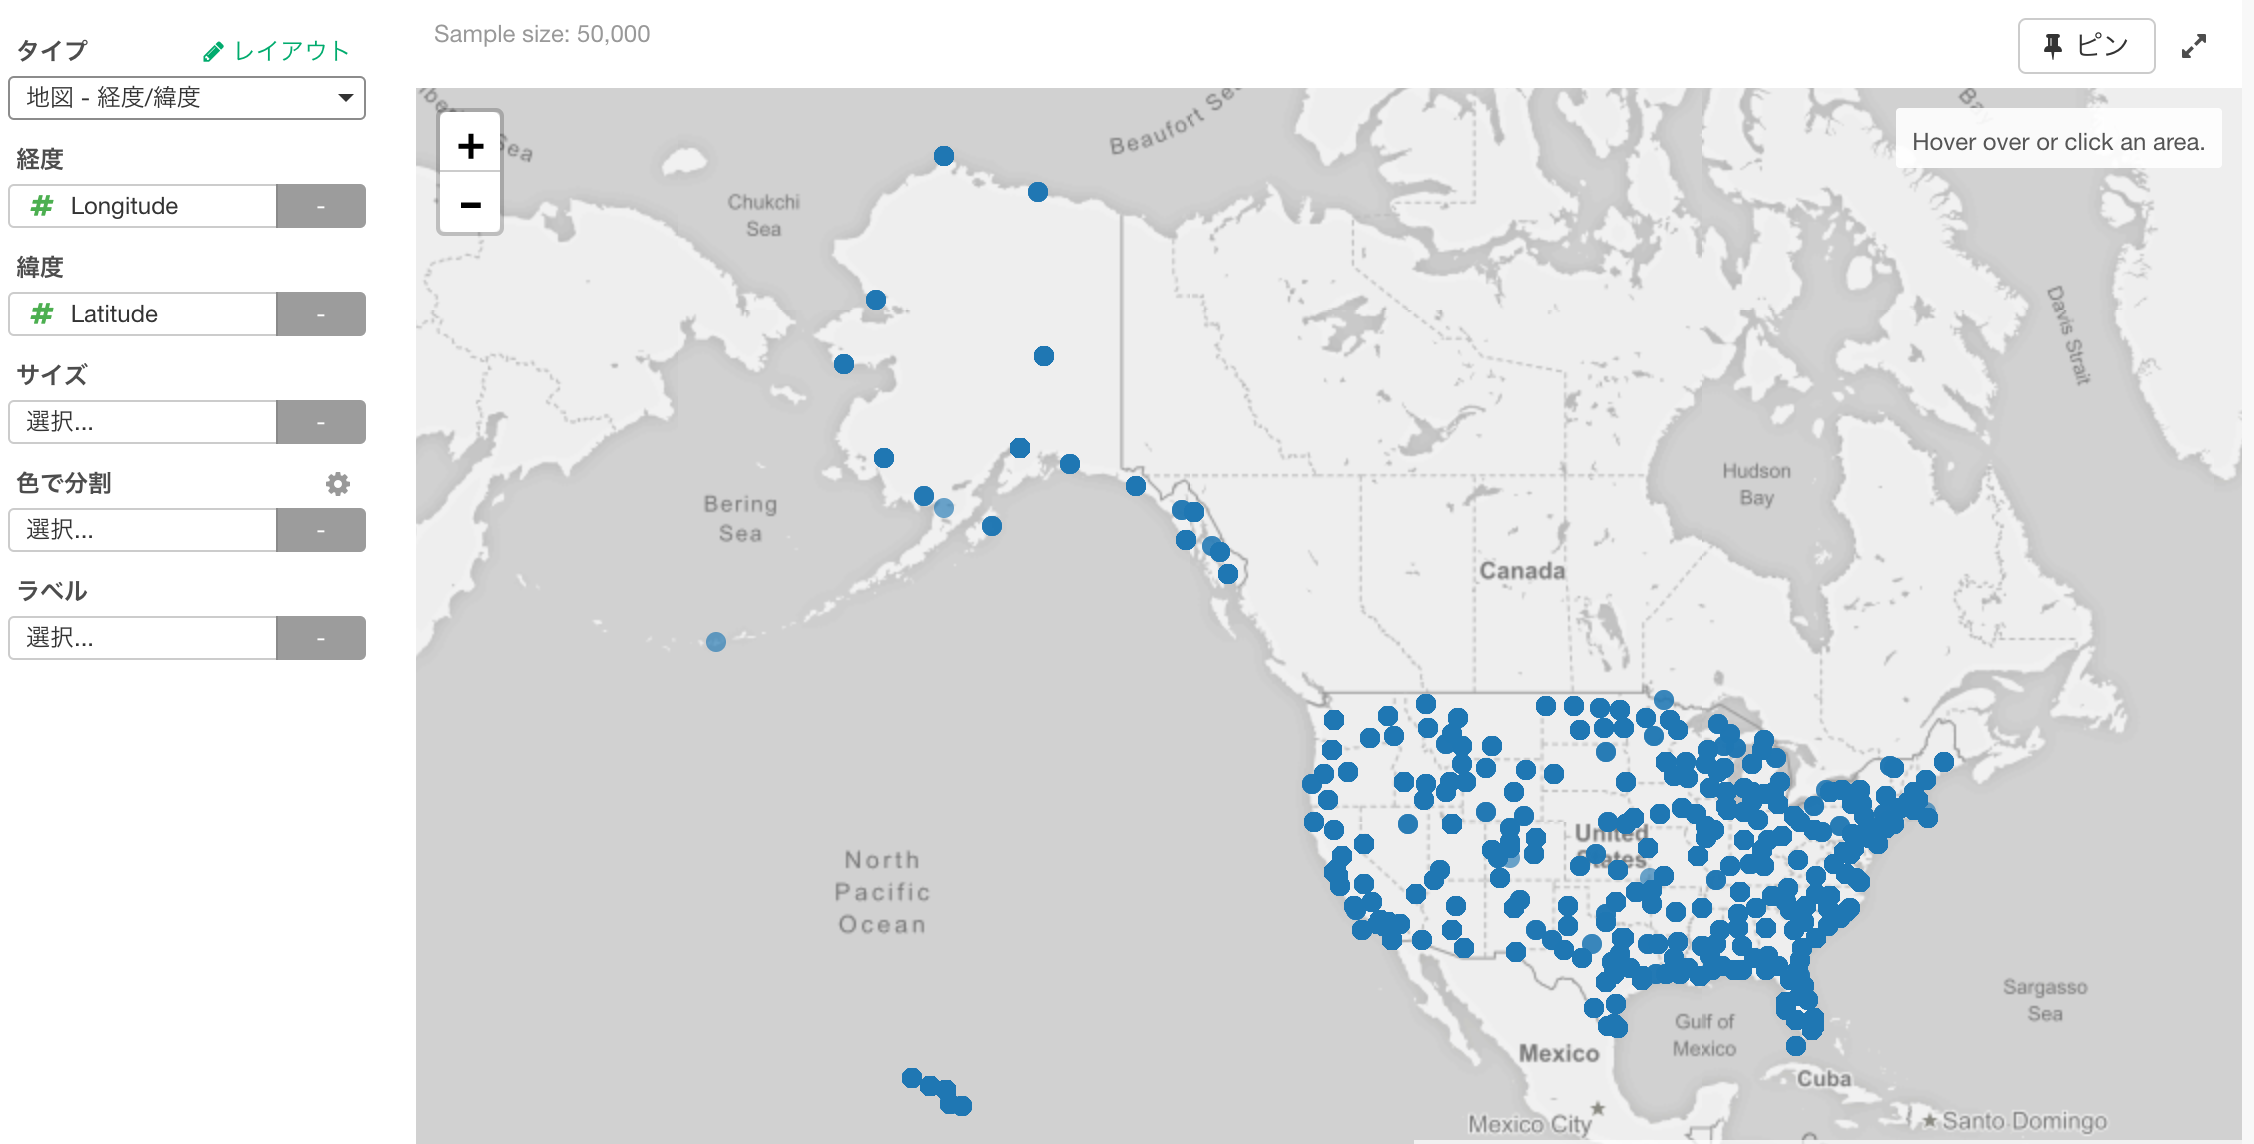 タイプ
レイアウト
地図 - 経度/緯度
経度
# Longitude
-
緯度
# Latitude
-
サイズ
選択...
-
色で分割
選択...
-
ラベル
選択...
-
Sample size: 50,000
ピン
+
−
Hover over or click an area.
Sea
Beaufort
Chukchi
Sea
Davis Strait
Hudson
Bay
Bering
Sea
Canada
United
States
North
Pacific
Ocean
Sargasso
Sea
Gulf of
Mexico
Mexico
Cuba
Mexico City
Santo Domingo